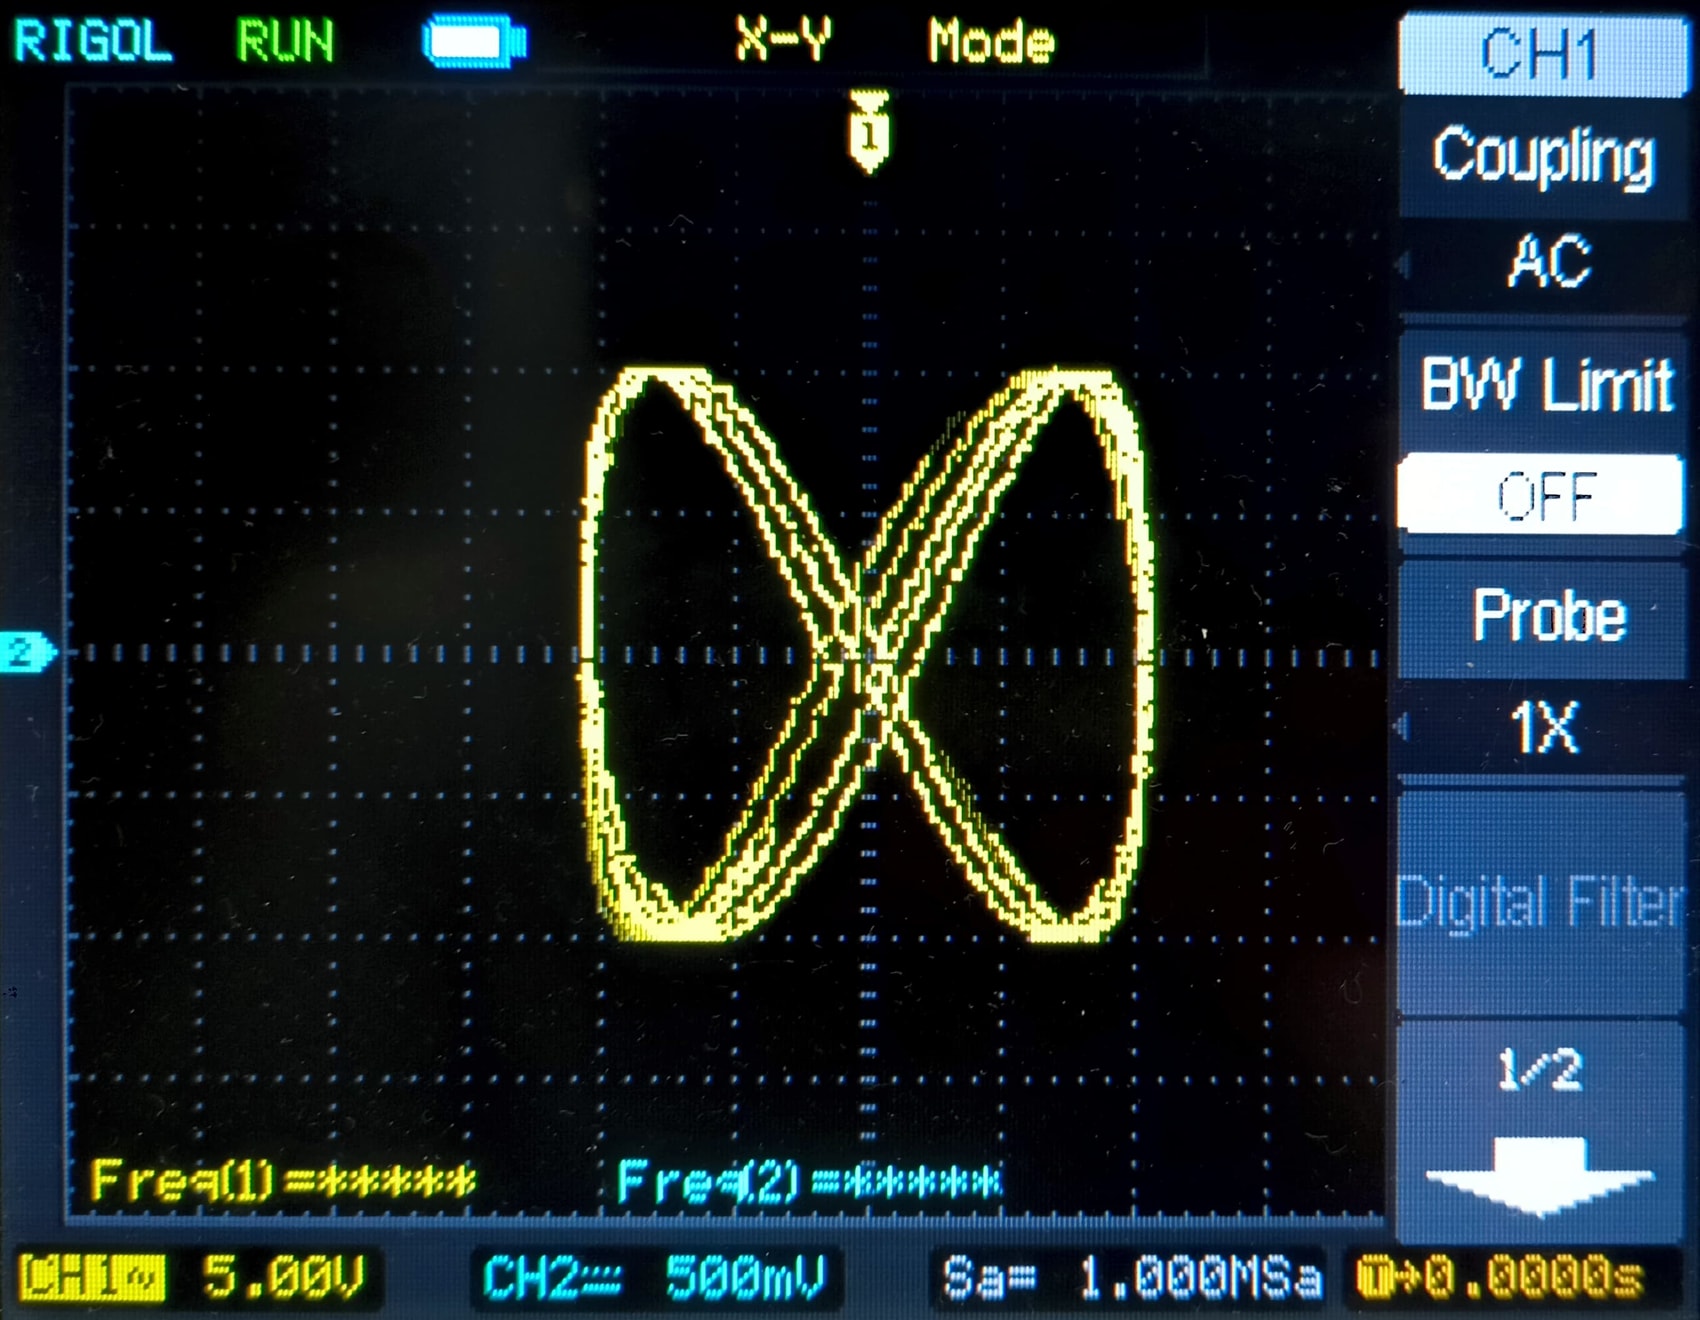 RIGOL RUN X-Y Mode
CH1
1
Coupling
AC
BW Limit
OFF
Probe
2
1X
Digital Filter
1/2
Freq(1)=***** Freq(2)=*****
CH1~ 5.00V CH2 500mV Sa= 1.000MSa T→0.0000s